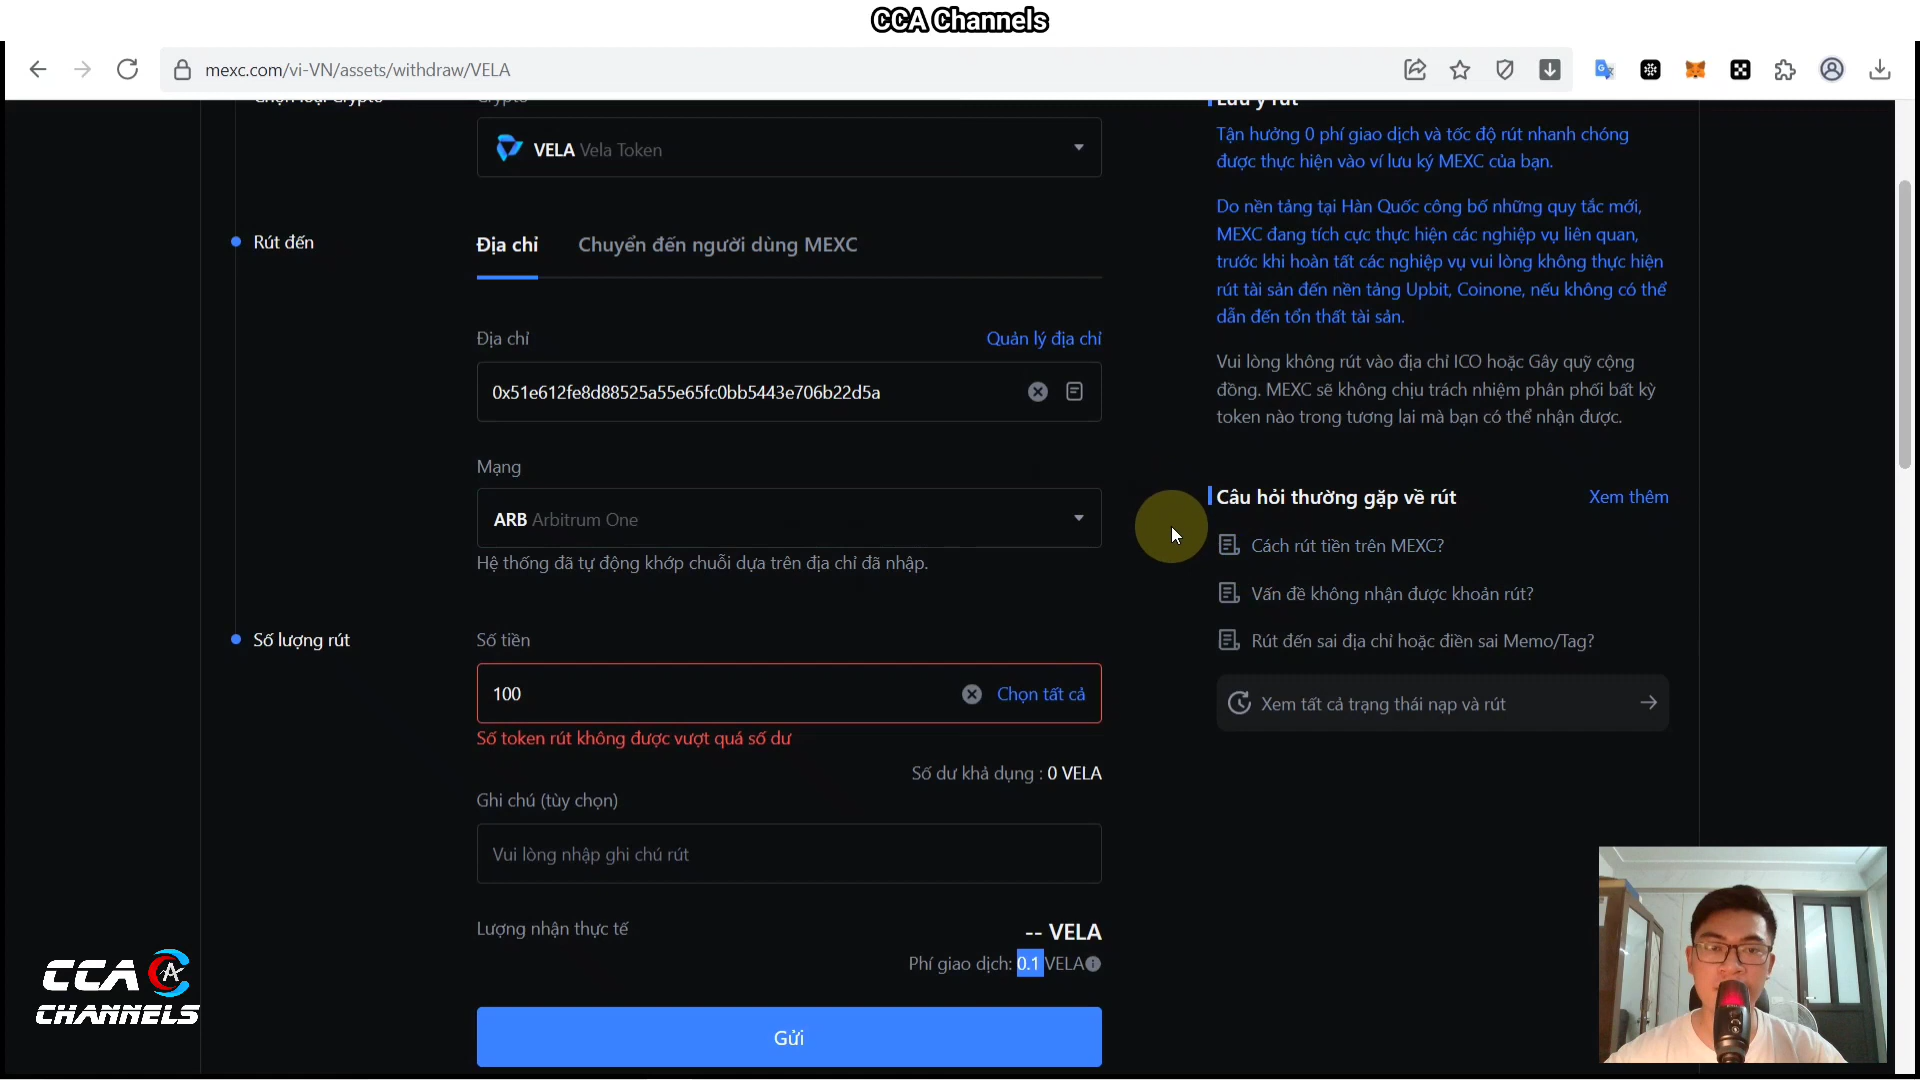 CCA Channels
mexc.com/vi-VN/assets/withdraw/VELA
Chọn loại Crypto
Crypto
VELA Vela Token
Rút đến
Địa chỉ
Chuyển đến người dùng MEXC
Địa chỉ
Quản lý địa chỉ
0x51e612fe8d88525a55e65fc0bb5443e706b22d5a
Mạng
ARB Arbitrum One
Hệ thống đã tự động khớp chuỗi dựa trên địa chỉ đã nhập.
Số lượng rút
Số tiền
100
Chọn tất cả
Số token rút không được vượt quá số dư
Số dư khả dụng : 0 VELA
Ghi chú (tùy chọn)
Vui lòng nhập ghi chú rút
Lượng nhận thực tế
-- VELA
Phí giao dịch: 0.1 VELA
Gửi
Lưu ý rút
Tận hưởng 0 phí giao dịch và tốc độ rút nhanh chóng
được thực hiện vào ví lưu ký MEXC của bạn.
Do nền tảng tại Hàn Quốc công bố những quy tắc mới,
MEXC đang tích cực thực hiện các nghiệp vụ liên quan,
trước khi hoàn tất các nghiệp vụ vui lòng không thực hiện
rút tài sản đến nền tảng Upbit, Coinone, nếu không có thể
dẫn đến tổn thất tài sản.
Vui lòng không rút vào địa chỉ ICO hoặc Gây quỹ cộng
đồng. MEXC sẽ không chịu trách nhiệm phân phối bất kỳ
token nào trong tương lai mà bạn có thể nhận được.
Câu hỏi thường gặp về rút
Xem thêm
Cách rút tiền trên MEXC?
Vấn đề không nhận được khoản rút?
Rút đến sai địa chỉ hoặc điền sai Memo/Tag?
Xem tất cả trạng thái nạp và rút
CCA
CHANNELS